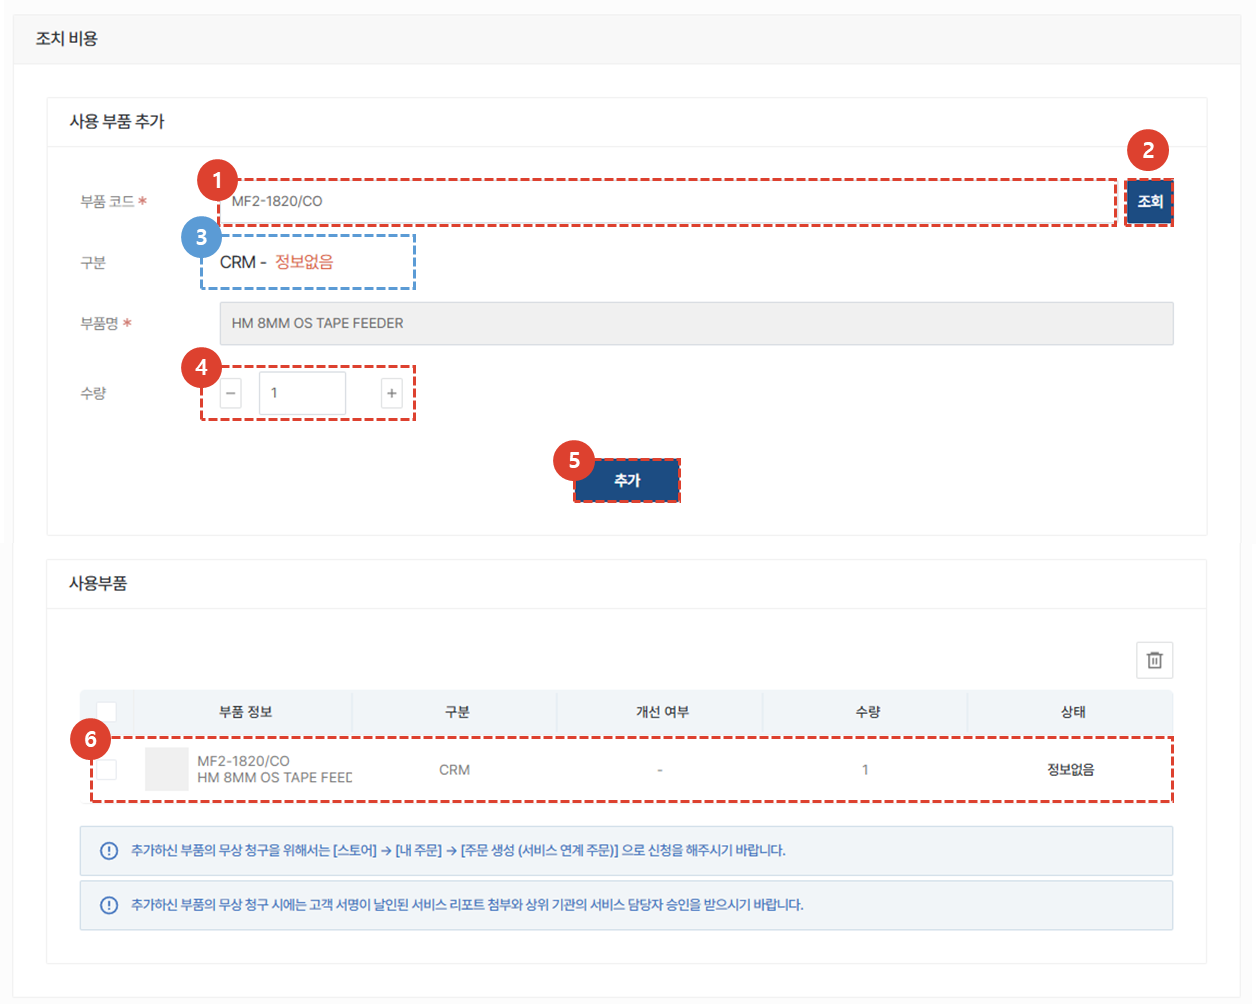 조치 비용
사용 부품 추가
2
1
부품 코드 *
MF2-1820/CO
조회
3
구분
CRM - 정보없음
부품명 *
HM 8MM OS TAPE FEEDER
4
수량
− 1 +
5
추가
사용부품
부품 정보 구분 개선 여부 수량 상태
6
MF2-1820/CO
HM 8MM OS TAPE FEED
CRM - 1 정보없음
추가하신 부품의 무상 청구을 위해서는 [스토어] → [내 주문] → [주문 생성 (서비스 연계 주문)] 으로 신청을 해주시기 바랍니다.
추가하신 부품의 무상 청구 시에는 고객 서명이 날인된 서비스 리포트 첨부와 상위 기관의 서비스 담당자 승인을 받으시기 바랍니다.